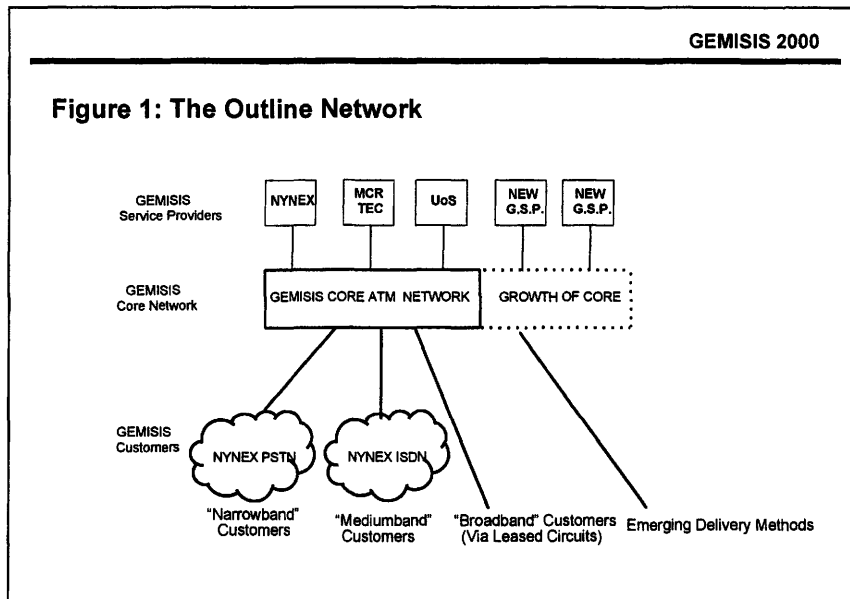 GEMISIS 2000
Figure 1: The Outline Network
GEMISIS
Service Providers
NYNEX
MCR
TEC
UoS
NEW
G.S.P.
NEW
G.S.P.
GEMISIS
Core Network
GEMISIS CORE ATM NETWORK
GROWTH OF CORE
GEMISIS
Customers
NYNEX PSTN
NYNEX ISDN
"Narrowband"
Customers
"Mediumband"
Customers
"Broadband" Customers
(Via Leased Circuits)
Emerging Delivery Methods